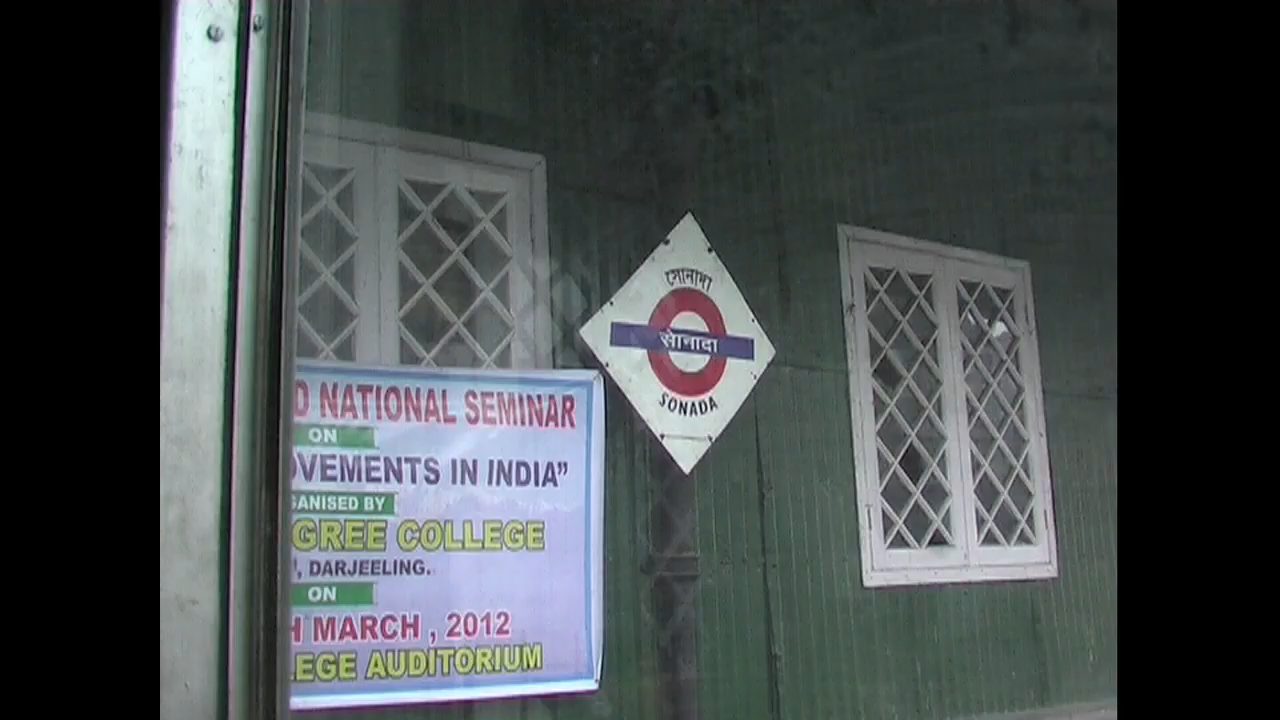 সোনাদা
सोनादा
SONADA
D NATIONAL SEMINAR
ON
OVEMENTS IN INDIA”
GANISED BY
GREE COLLEGE
, DARJEELING.
ON
H MARCH , 2012
LEGE AUDITORIUM